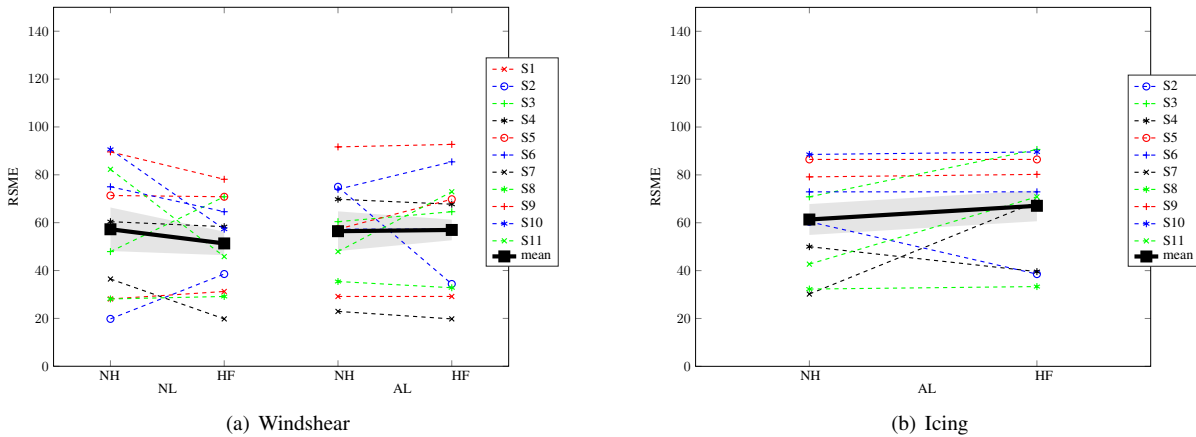 140
120
100
80
60
40
20
0
RSME
NH
HF
NH
HF
NL
AL
S1
S2
S3
S4
S5
S6
S7
S8
S9
S10
S11
mean
(a) Windshear
140
120
100
80
60
40
20
0
RSME
NH
HF
AL
S2
S3
S4
S5
S6
S7
S8
S9
S10
S11
mean
(b) Icing